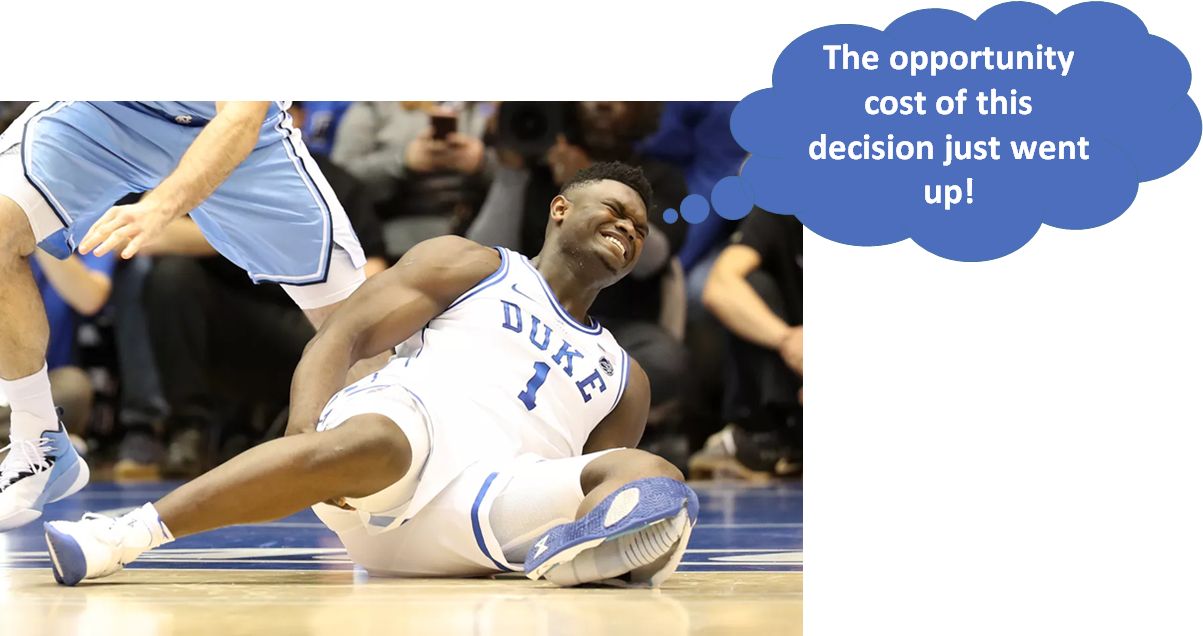 The opportunity
cost of this
decision just went
up!
DUKE
1